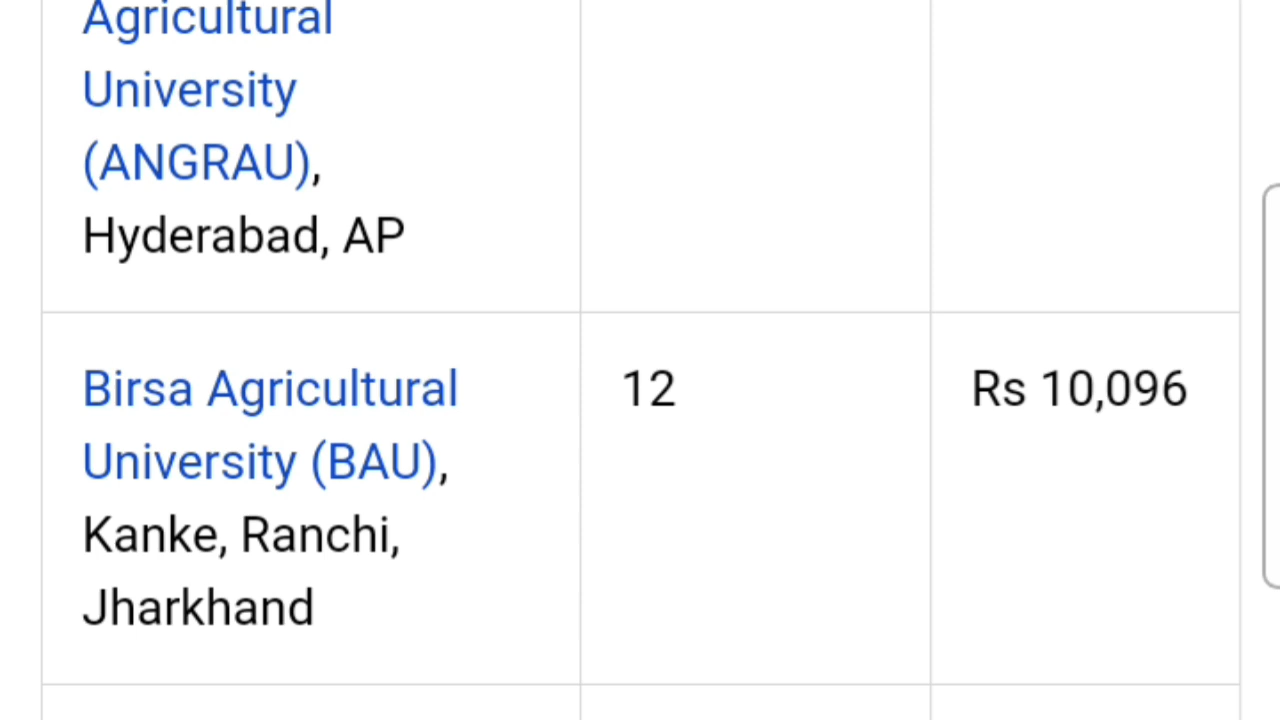 Agricultural
University
(ANGRAU),
Hyderabad, AP
Birsa Agricultural 12 Rs 10,096
University (BAU),
Kanke, Ranchi,
Jharkhand